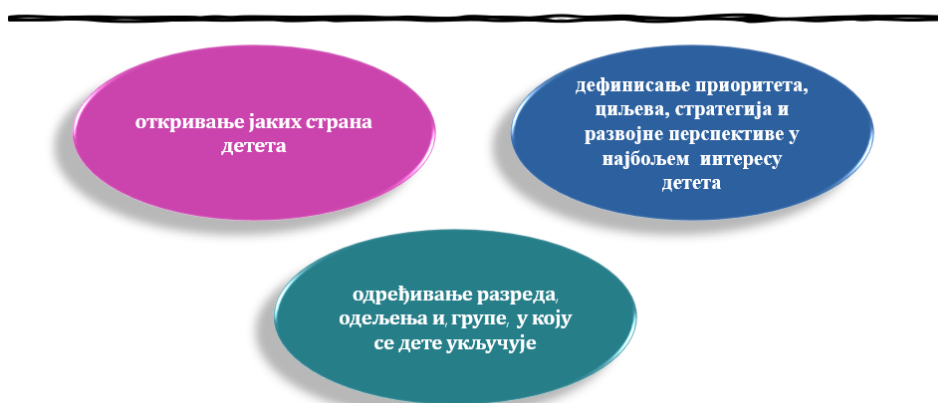 откривање јаких страна
детета
дефинисање приоритета,
циљева, стратегија и
развојне перспективе у
најбољем интересу
детета
одређивање разреда,
одељења и, групе, у коју
се дете укључује